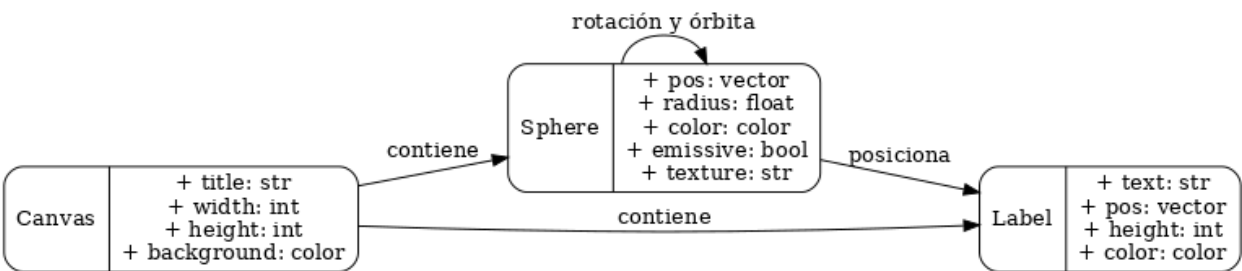 rotación y órbita
Sphere
+ pos: vector
+ radius: float
+ color: color
+ emissive: bool
+ texture: str
contiene
posiciona
Canvas
+ title: str
+ width: int
+ height: int
+ background: color
contiene
Label
+ text: str
+ pos: vector
+ height: int
+ color: color